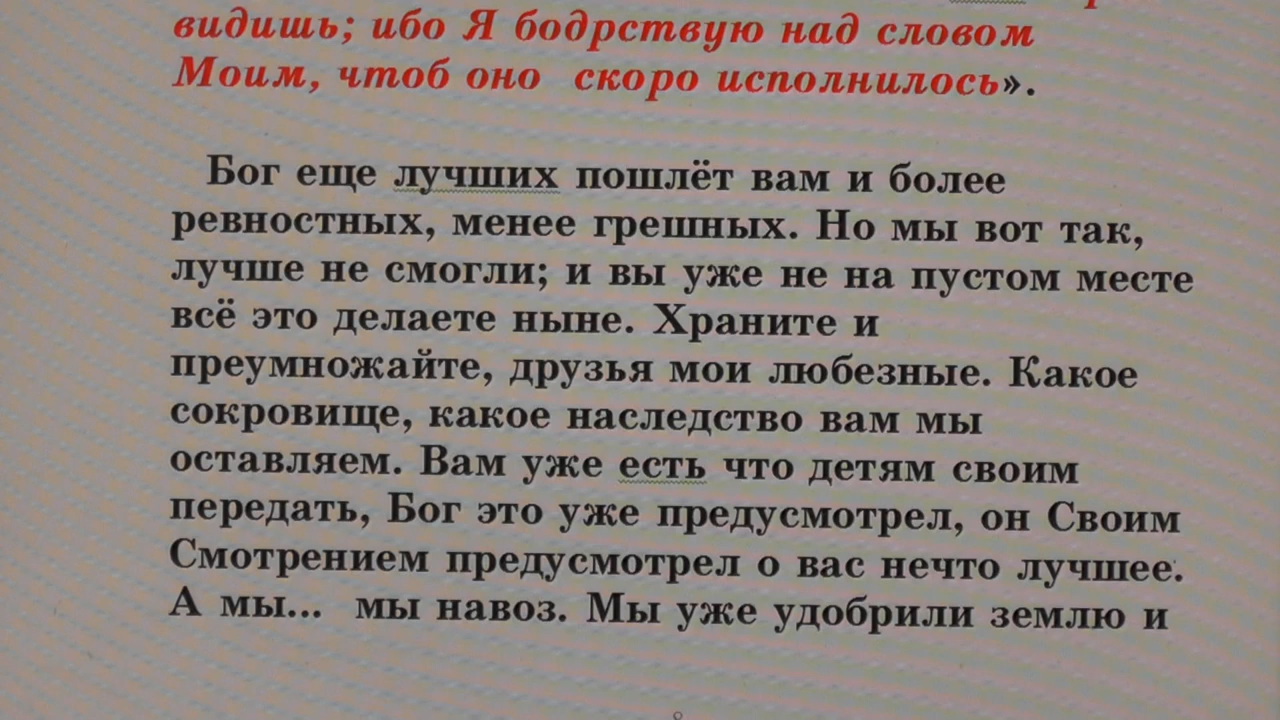 видишь; ибо Я бодрствую над словом
Моим, чтоб оно скоро исполнилось».
Бог еще лучших пошлёт вам и более
ревностных, менее грешных. Но мы вот так,
лучше не смогли; и вы уже не на пустом месте
всё это делаете ныне. Храните и
преумножайте, друзья мои любезные. Какое
сокровище, какое наследство вам мы
оставляем. Вам уже есть что детям своим
передать, Бог это уже предусмотрел, он Своим
Смотрением предусмотрел о вас нечто лучшее.
А мы... мы навоз. Мы уже удобрили землю и